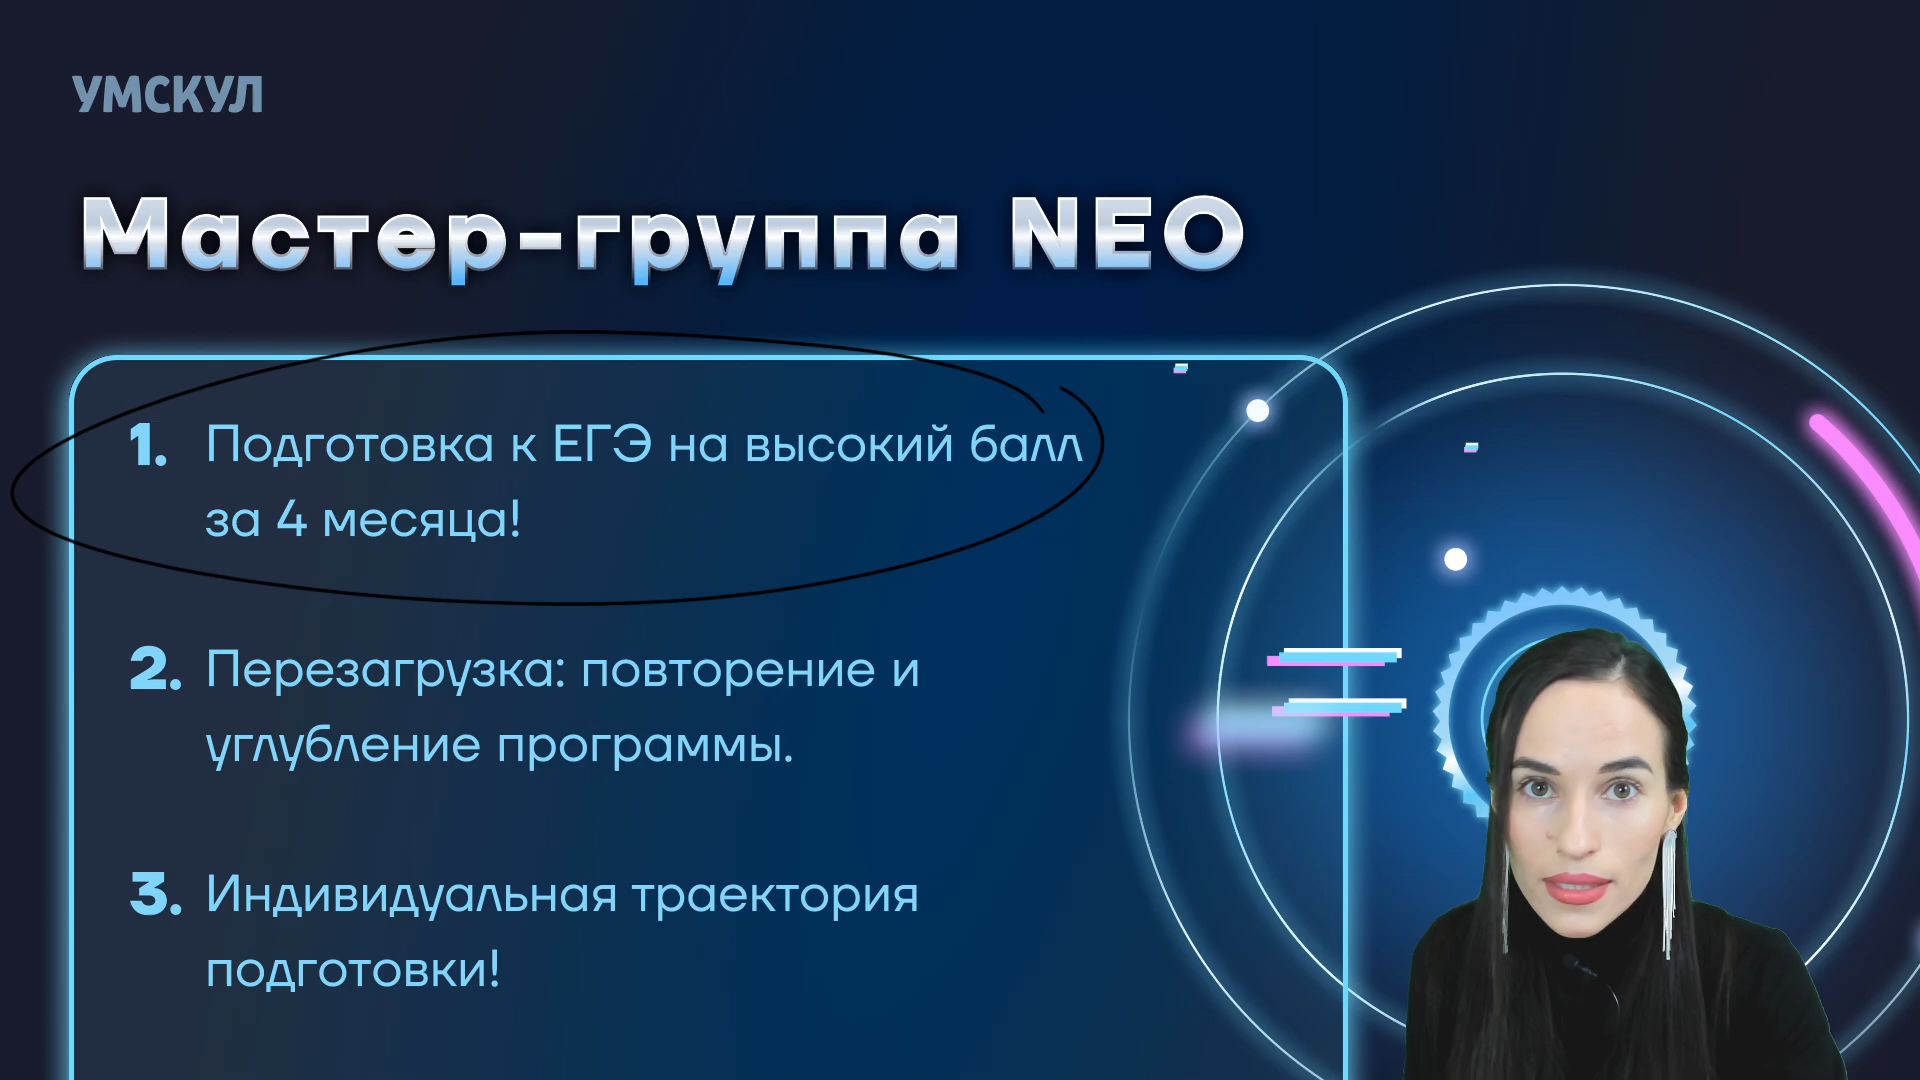 УМСКУЛ
Мастер-группа NEO
1. Подготовка к ЕГЭ на высокий балл
за 4 месяца!
2. Перезагрузка: повторение и
углубление программы.
3. Индивидуальная траектория
подготовки!